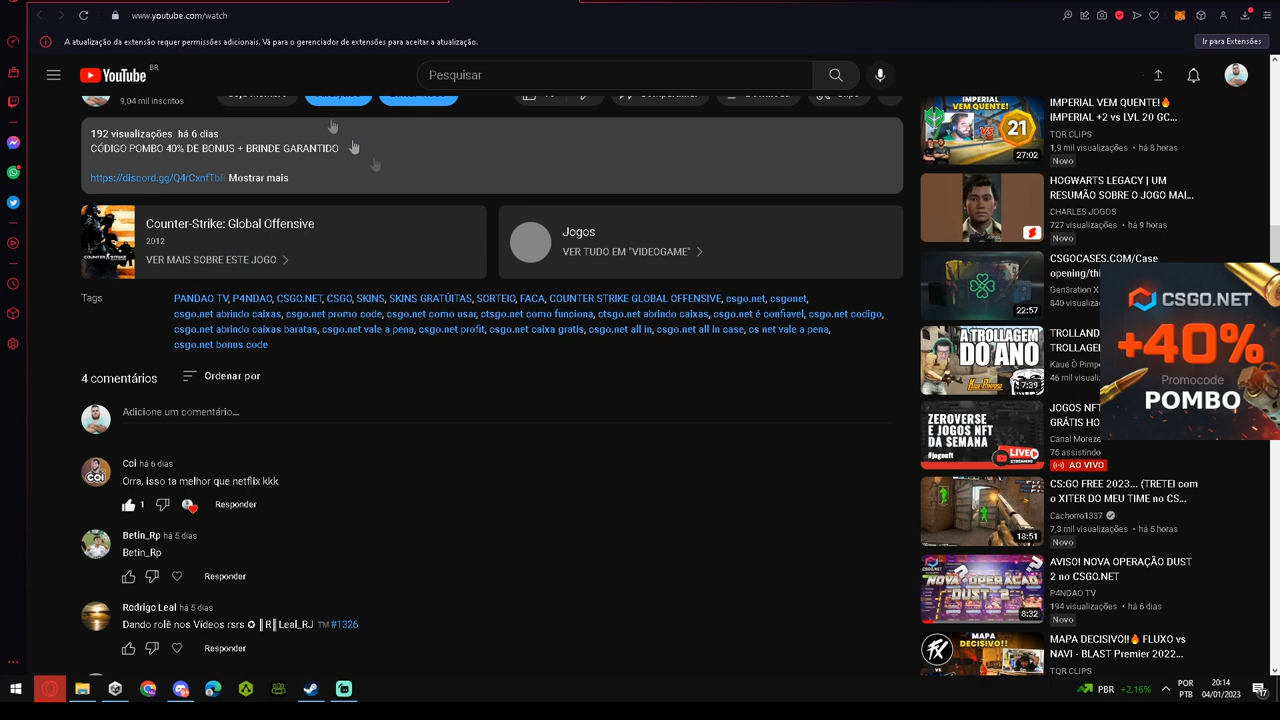 www.youtube.com/watch
A atualização da extensão requer permissões adicionais. Vá para o gerenciador de extensões para aceitar a atualização.
Ir para Extensões
YouTube BR
Pesquisar
9,04 mil inscritos
192 visualizações há 6 dias
CÓDIGO POMBO 40% DE BONUS + BRINDE GARANTIDO
https://discord.gg/Q4rCxnfTbF
Mostrar mais
Counter-Strike: Global Offensive
2012
VER MAIS SOBRE ESTE JOGO
Jogos
VER TUDO EM "VIDEOGAME"
Tags
PANDAO TV, P4NDAO, CSGO.NET, CSGO, SKINS, SKINS GRATÚITAS, SORTEIO, FACA, COUNTER STRIKE GLOBAL OFFENSIVE, csgo.net, csgonet,
csgo.net abrindo caixas, csgo.net promo code, csgo.net como usar, ctsgo.net como funciona, ctsgo.net abrindo caixas, csgo.net é confiavel, csgo.net codigo,
csgo.net abrindo caixas baratas, csgo.net vale a pena, csgo.net profit, csgo.net caixa gratis, csgo.net all in, csgo.net all in case, cs net vale a pena,
csgo.net bonus code
4 comentários
Ordenar por
Adicione um comentário...
Coi há 6 dias
Orra, isso ta melhor que netflix kkk
1
Responder
Betin_Rp há 5 dias
Betin_Rp
Responder
Rodrigo Leal há 5 dias
Dando rolê nos Vídeos rsrs ✪ ║R║Leal_RJ ™#1326
Responder
IMPERIAL VEM QUENTE!
VS
21
27:02
IMPERIAL VEM QUENTE!🔥
IMPERIAL +2 vs LVL 20 GC...
TQR CLIPS
1,9 mil visualizações • há 8 horas
Novo
HOGWARTS LEGACY | UM
RESUMÃO SOBRE O JOGO MAI...
CHARLES JOGOS
727 visualizações • há 9 horas
Novo
22:57
CSGOCASES.COM/Case
opening/thi
Gen3ration X
840 visualiz
A TROLLAGEM
DO ANO
17:39
TROLLAND
TROLLAGE
Kaue Ò Pimp
46 mil visuali
CSGO.NET
+40%
Promocode
POMBO
ZEROVERSE
E JOGOS NFT
DA SEMANA
#jogonft
LIVE
JOGOS NFT
GRÁTIS HO
Canal Moreze
75 assistindo
AO VIVO
18:51
CS:GO FREE 2023... (TRETEI com
o XITER DO MEU TIME no CS...
Cachorro1337
7,3 mil visualizações • há 5 horas
Novo
CSGO.NET
NOVA OPERAÇÃO
DUST 2
8:32
AVISO! NOVA OPERAÇÃO DUST
2 no CSGO.NET
P4NDAO TV
194 visualizações • há 6 dias
Novo
MAPA
DECISIVO!!
MAPA DECISIVO!!🔥 FLUXO vs
NAVI - BLAST Premier 2022...
TQR CLIPS
PBR +2,16%
POR
PTB
20:14
04/01/2023
17